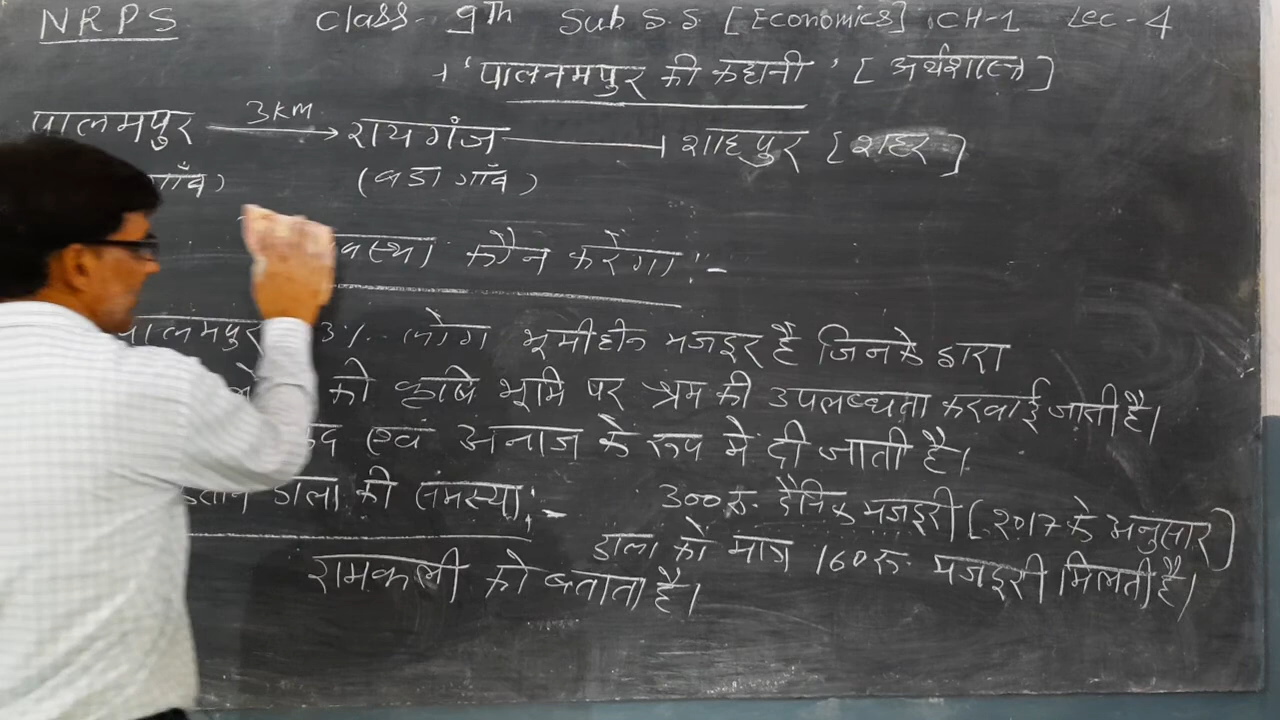 NRPS Class - 9th Sub S.S [Economics] CH-1 Lec-4
'पालनमपुर की कहानी' [अर्थशास्त्र]
पालमपुर 3km रायगंज शाहपुर [शहर]
गाँव) (बडा गाँव)
कौन करेंगा:-
पालमपुर 3% लोग भूमीहीन मजदूर है जिनके द्वारा
को कृषि भूमि पर श्रम की उपलब्धता करवाई जाती है।
एवं अनाज के रूप मे दी जाती है।
डाला की समस्या:- 300रु. दैनिक मजदूरी [2017 के अनुसार]
डाला को मात्र 160रु. मजदूरी मिलती है।
रामकली को बताता है।